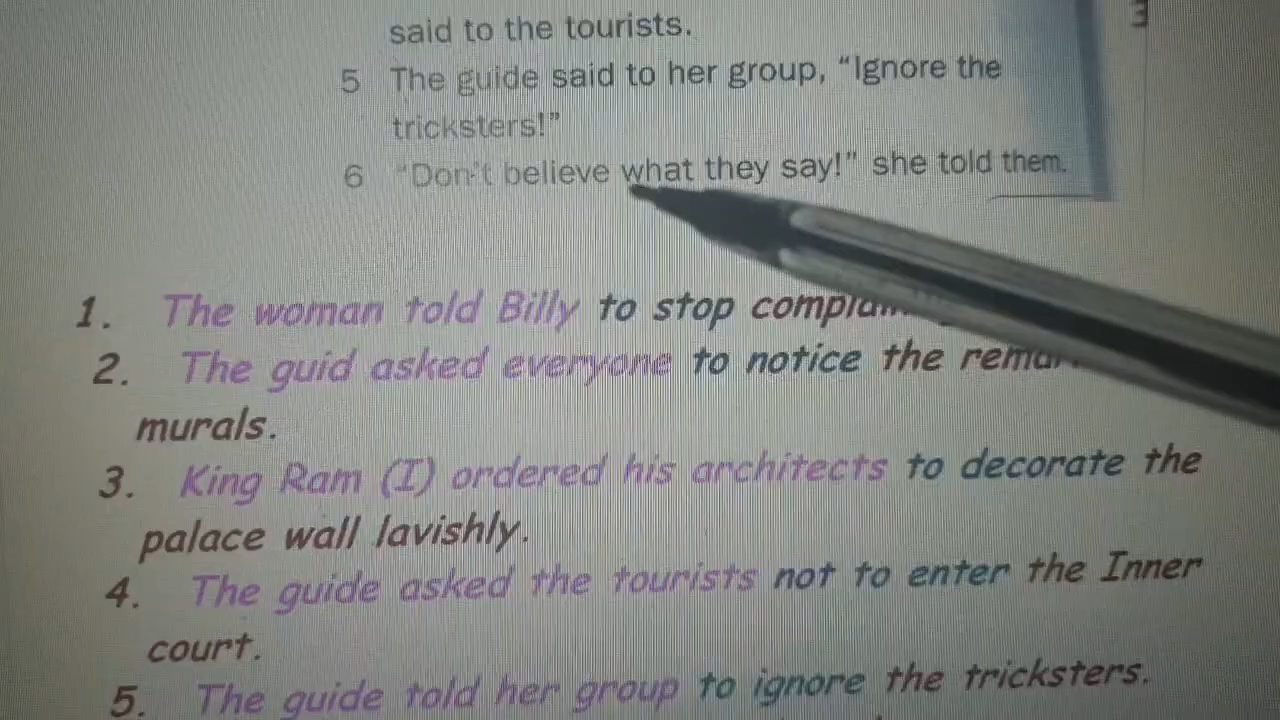 said to the tourists.
3
5 The guide said to her group, “Ignore the
tricksters!”
6 “Don't believe what they say!” she told them.
1. The woman told Billy to stop
2. The guid asked everyone to notice the
murals.
3. King Ram (I) ordered his architects to decorate the
palace wall lavishly.
4. The guide asked the tourists not to enter the Inner
court.
5. The guide told her group to ignore the tricksters.